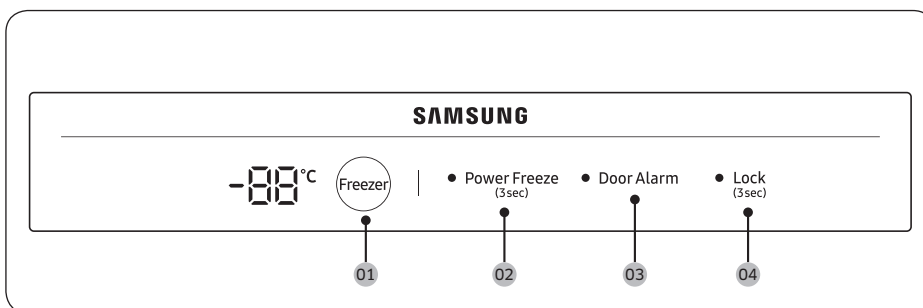 SAMSUNG
-88°C Freezer Power Freeze Door Alarm Lock
(3sec) (3sec)
01 02 03 04